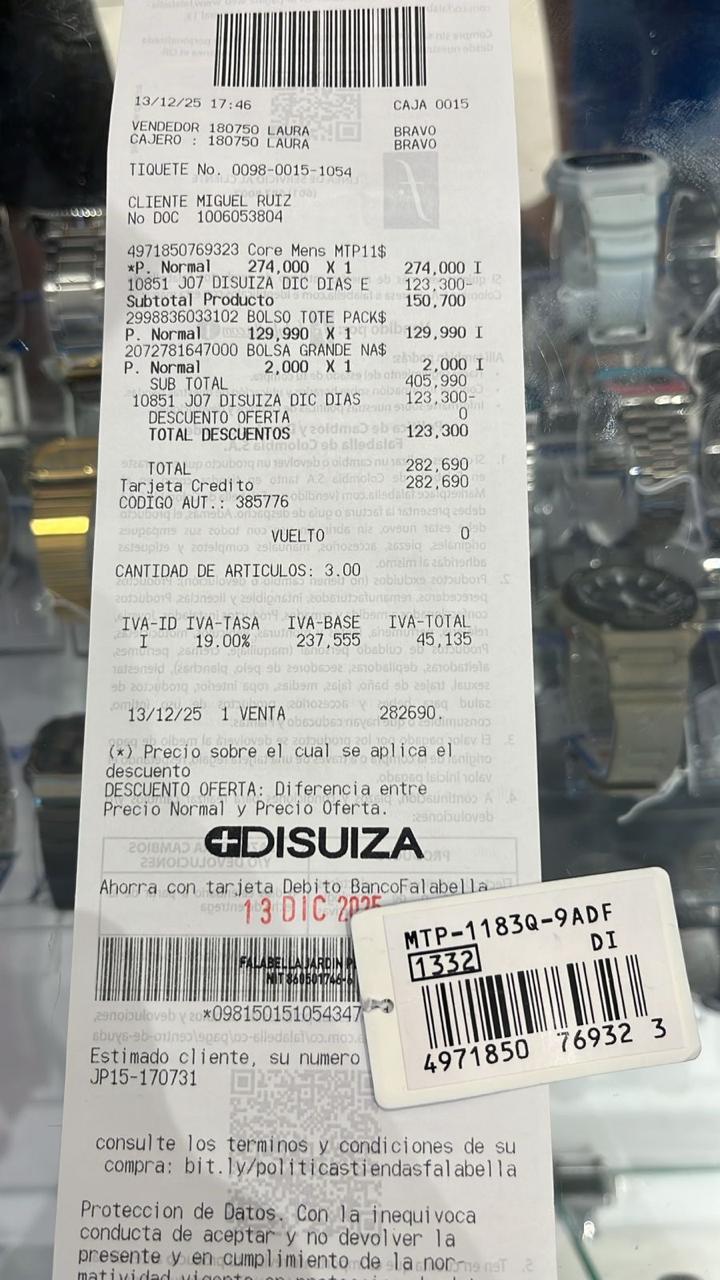 13/12/25 17:46 CAJA 0015
VENDEDOR 180750 LAURA BRAVO
CAJERO : 180750 LAURA BRAVO
TIQUETE No. 0098-0015-1054
CLIENTE MIGUEL RUIZ
No DOC 1006053804
4971850769323 Core Mens MTP11$
*P. Normal 274,000 X 1 274,000 I
10851 J07 DISUIZA DIC DIAS E 123,300-
Subtotal Producto 150,700
2998836033102 BOLSO TOTE PACK$
P. Normal 129,990 X 1 129,990 I
2072781647000 BOLSA GRANDE NA$
P. Normal 2,000 X 1 2,000 I
SUB TOTAL 405,990
10851 J07 DISUIZA DIC DIAS 123,300-
DESCUENTO OFERTA 0
TOTAL DESCUENTOS 123,300
TOTAL 282,690
Tarjeta Credito 282,690
CODIGO AUT.: 385776
VUELTO 0
CANTIDAD DE ARTICULOS: 3.00
IVA-ID IVA-TASA IVA-BASE IVA-TOTAL
I 19.00% 237,555 45,135
13/12/25 1 VENTA 282690.
(*) Precio sobre el cual se aplica el
descuento
DESCUENTO OFERTA: Diferencia entre
Precio Normal y Precio Oferta.
DISUIZA
Ahorra con tarjeta Debito BancoFalabella
13 DIC 2025
FALABELLA JARDIN P
NIT 860501746-6
*098150151054347
Estimado cliente, su numero
JP15-170731
consulte los terminos y condiciones de su
compra: bit.ly/politicastiendasfalabella
Proteccion de Datos. Con la inequivoca
conducta de aceptar y no devolver la
presente y en cumplimiento de la nor-
matividad vigente
MTP-1183Q-9ADF
DI
1332
4971850 76932 3